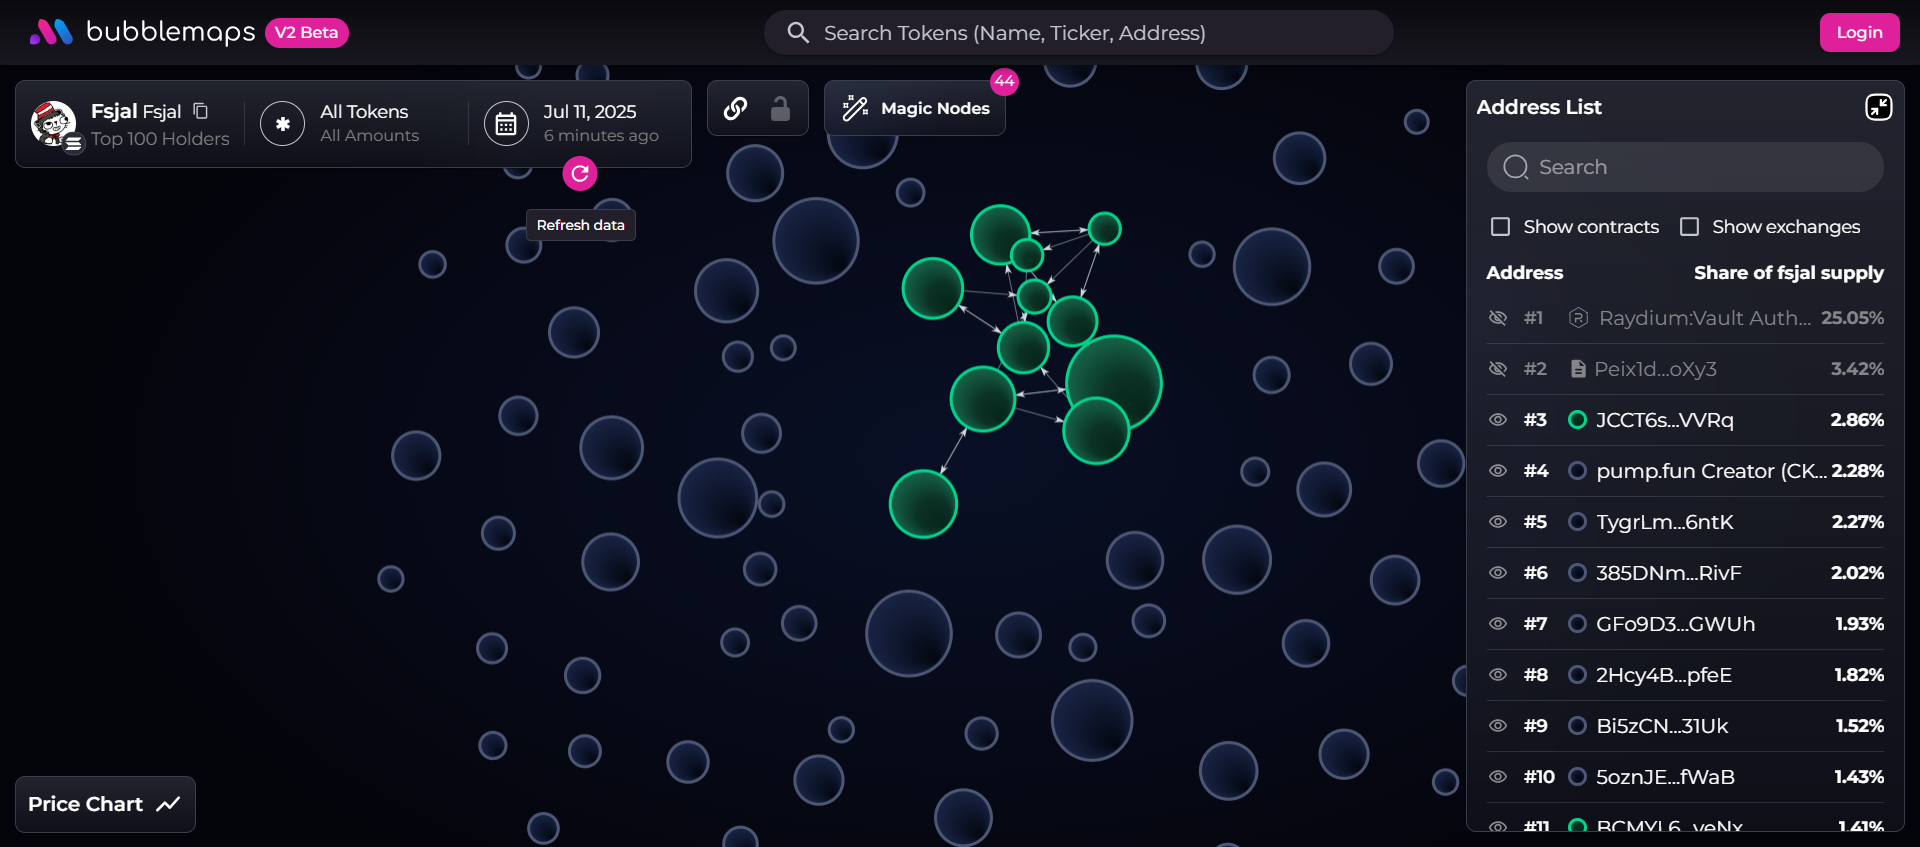 bubblemaps V2 Beta
Search Tokens (Name, Ticker, Address)
Login
Fsjal Fsjal
Top 100 Holders
All Tokens
All Amounts
Jul 11, 2025
6 minutes ago
Refresh data
Magic Nodes
44
Address List
Search
Show contracts
Show exchanges
Address Share of fsjal supply
#1 Raydium:Vault Auth... 25.05%
#2 Peix1d...oXy3 3.42%
#3 JCCT6s...VVRq 2.86%
#4 pump.fun Creator (CK... 2.28%
#5 TygrLm...6ntK 2.27%
#6 385DNm...RivF 2.02%
#7 GFo9D3...GWUh 1.93%
#8 2Hcy4B...pfeE 1.82%
#9 Bi5zCN...31Uk 1.52%
#10 5oznJE...fWaB 1.43%
#11 1.41%
Price Chart